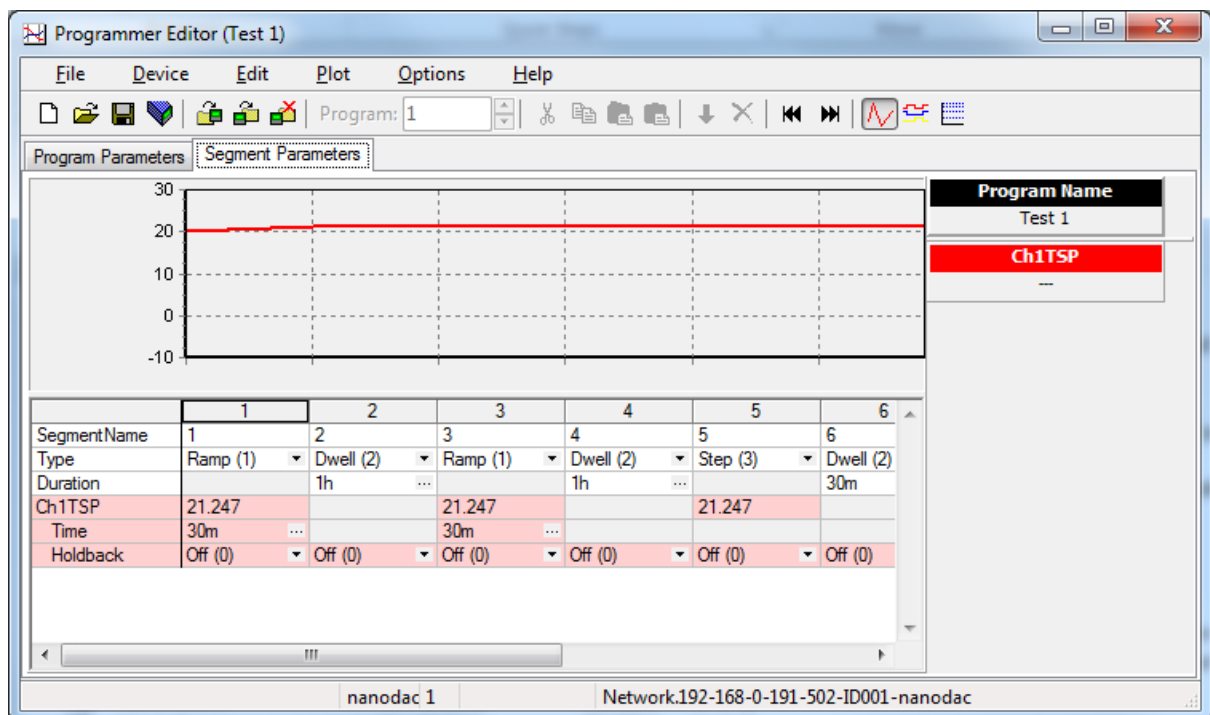 Programmer Editor (Test 1)
File Device Edit Plot Options Help
Program: 1
Program Parameters Segment Parameters
30
20
10
0
-10
Program Name
Test 1
Ch1TSP
---
1 2 3 4 5 6
SegmentName 1 2 3 4 5 6
Type Ramp (1) Dwell (2) Ramp (1) Dwell (2) Step (3) Dwell (2)
Duration 1h ... 1h ... 30m
Ch1TSP 21.247 21.247 21.247
Time 30m ... 30m ...
Holdback Off (0) Off (0) Off (0) Off (0) Off (0) Off (0)
nanodac 1 Network.192-168-0-191-502-ID001-nanodac